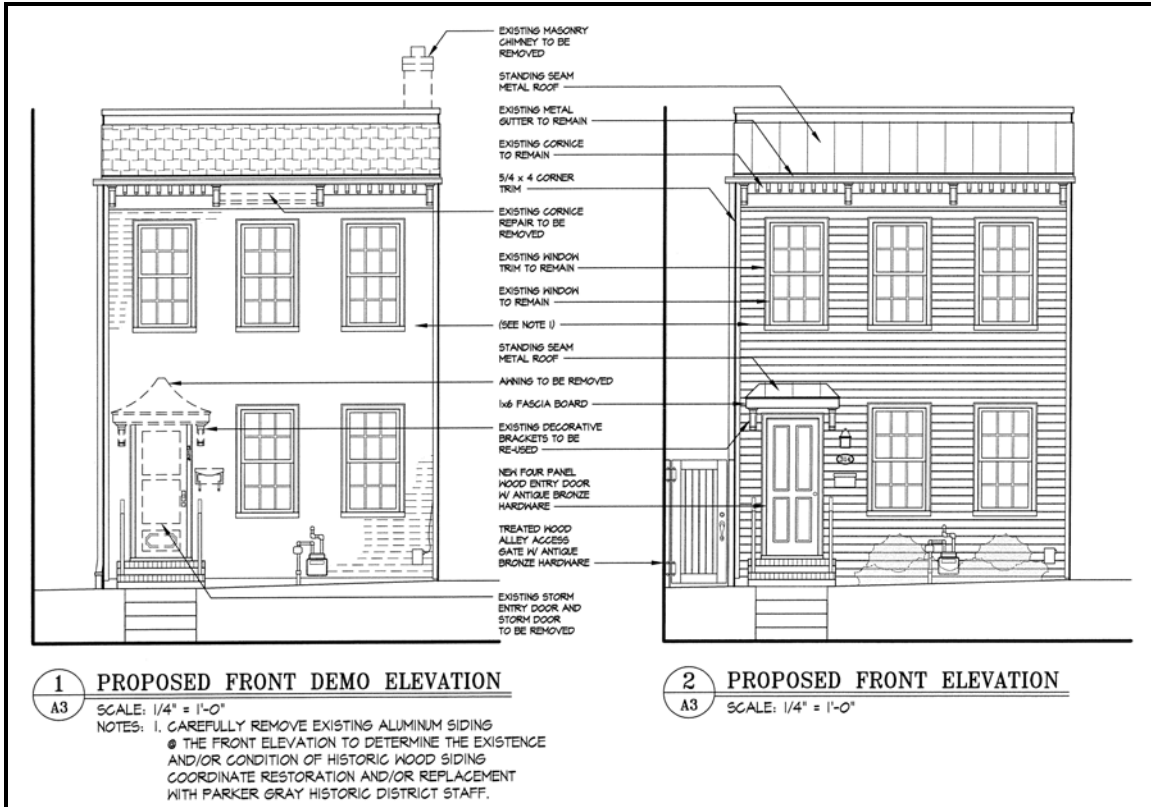 EXISTING MASONRY
CHIMNEY TO BE
REMOVED
STANDING SEAM
METAL ROOF
EXISTING METAL
GUTTER TO REMAIN
EXISTING CORNICE
TO REMAIN
5/4 x 4 CORNER
TRIM
EXISTING CORNICE
REPAIR TO BE
REMOVED
EXISTING WINDOW
TRIM TO REMAIN
EXISTING WINDOW
TO REMAIN
(SEE NOTE 1)
STANDING SEAM
METAL ROOF
AWNING TO BE REMOVED
1x6 FASCIA BOARD
EXISTING DECORATIVE
BRACKETS TO BE
RE-USED
NEW FOUR PANEL
WOOD ENTRY DOOR
W/ ANTIQUE BRONZE
HARDWARE
TREATED WOOD
ALLEY ACCESS
GATE W/ ANTIQUE
BRONZE HARDWARE
EXISTING STORM
ENTRY DOOR AND
STORM DOOR
TO BE REMOVED
1
A3
PROPOSED FRONT DEMO ELEVATION
SCALE: 1/4" = 1'-0"
NOTES: 1. CAREFULLY REMOVE EXISTING ALUMINUM SIDING
@ THE FRONT ELEVATION TO DETERMINE THE EXISTENCE
AND/OR CONDITION OF HISTORIC WOOD SIDING
COORDINATE RESTORATION AND/OR REPLACEMENT
WITH PARKER GRAY HISTORIC DISTRICT STAFF.
2
A3
PROPOSED FRONT ELEVATION
SCALE: 1/4" = 1'-0"